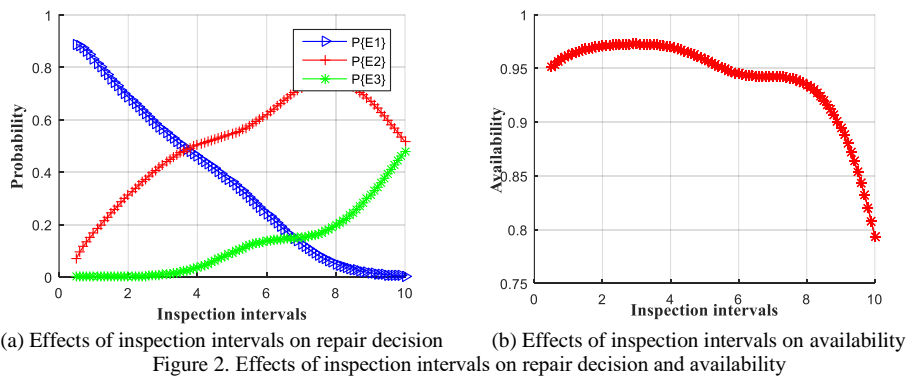 1
0.8
0.6
0.4
0.2
0
Probability
P{E1}
P{E2}
P{E3}
0 2 4 6 8 10
Inspection intervals
1
0.95
0.9
0.85
0.8
0.75
Availability
0 2 4 6 8 10
Inspection intervals
(a) Effects of inspection intervals on repair decision (b) Effects of inspection intervals on availability
Figure 2. Effects of inspection intervals on repair decision and availability